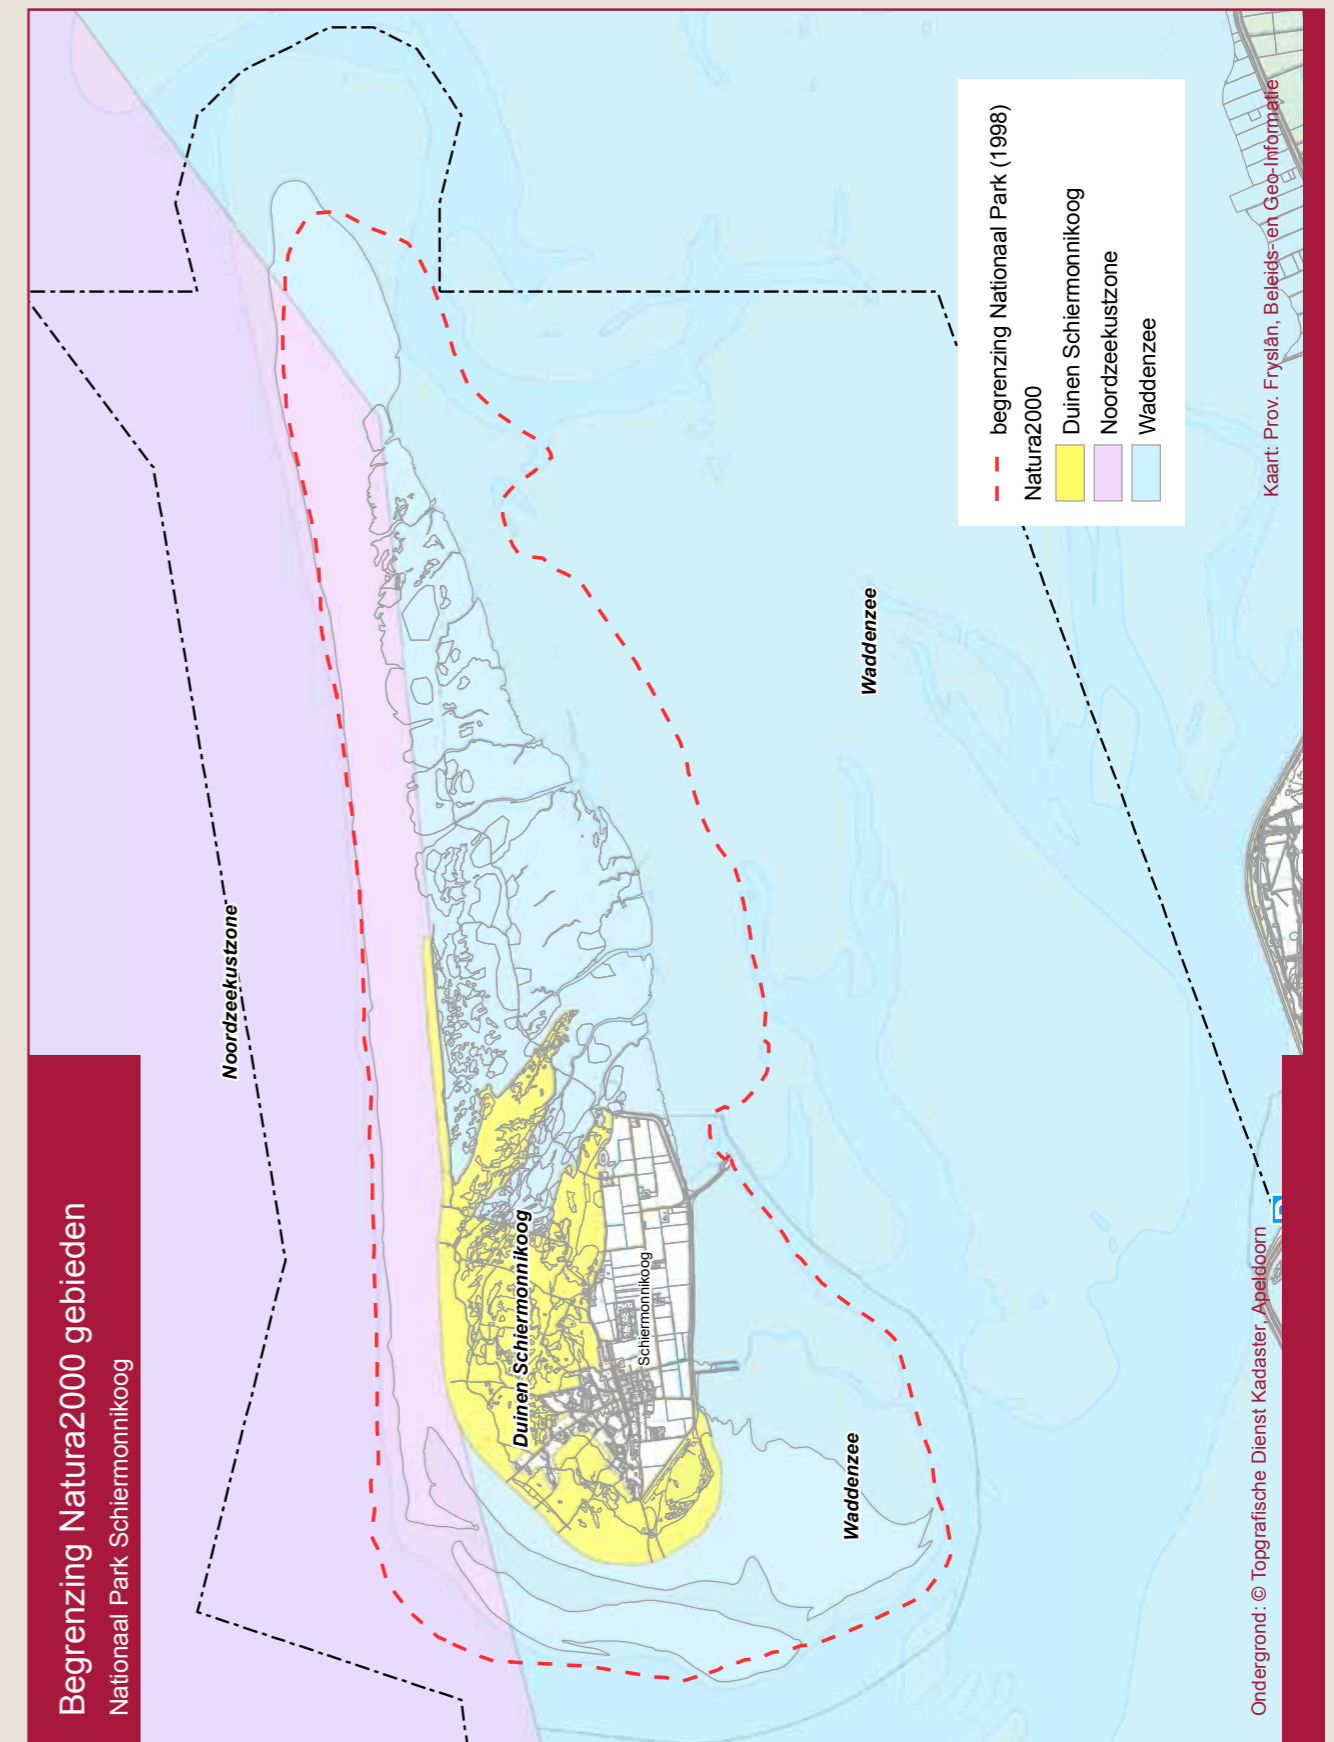 Begrenzing Natura2000 gebieden
Nationaal Park Schiermonnikoog
Noordzeekustzone
Duinen Schiermonnikoog
Schiermonnikoog
Waddenzee
Waddenzee
begrenzing Nationaal Park (1998)
Natura2000
Duinen Schiermonnikoog
Noordzeekustzone
Waddenzee
Ondergrond: © Topgrafische Dienst Kadaster, Apeldoorn
Kaart: Prov. Fryslân, Beleids- en Geo-Informatie